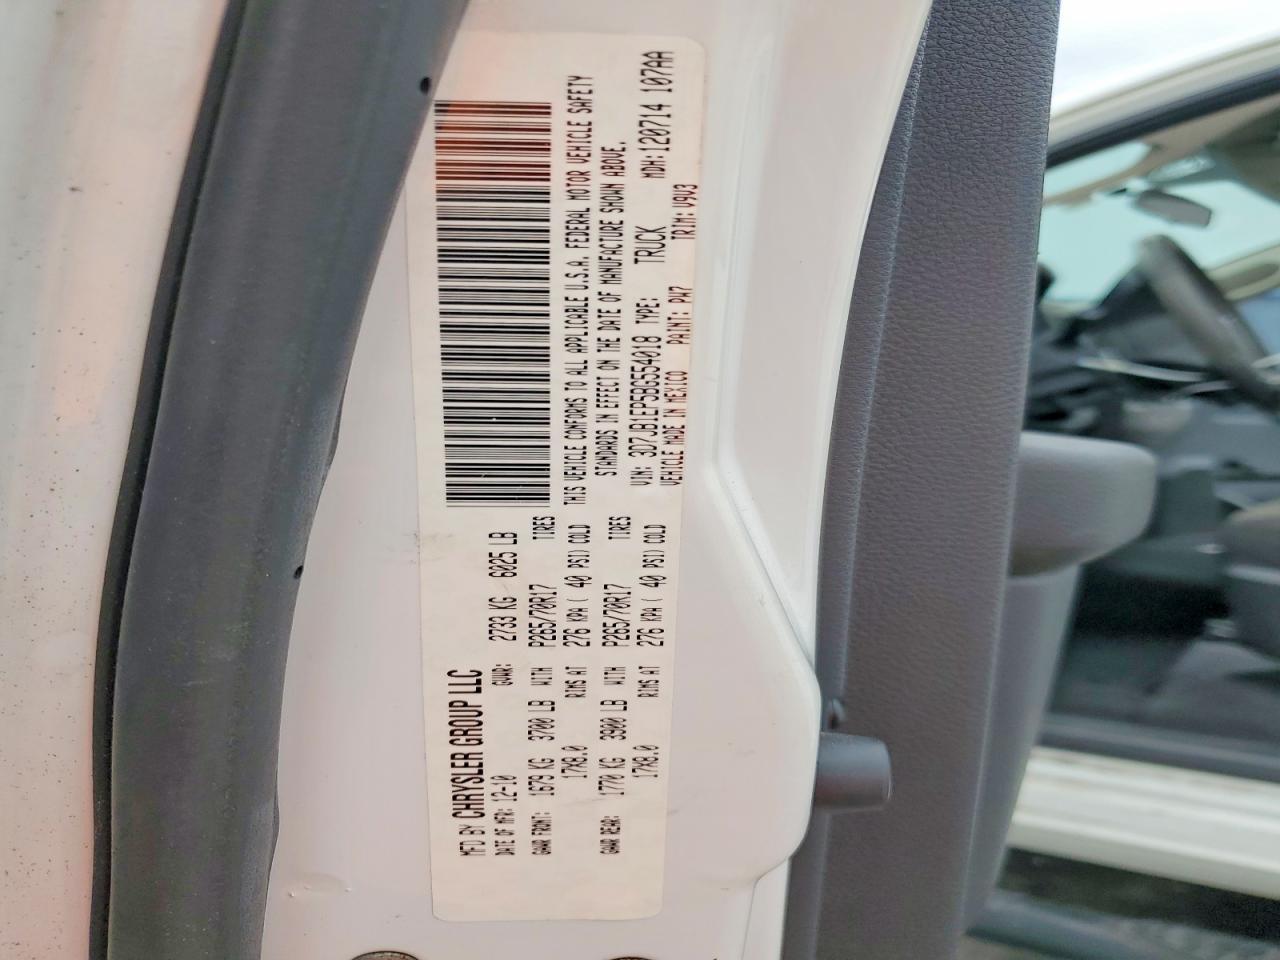 MFD BY CHRYSLER GROUP LLC
DATE OF MFR: 12-10 GVWR: 2733 KG 6025 LB
GAWR FRONT: 1679 KG 3700 LB WITH P265/70R17 TIRES
17X8.0 RIMS AT 276 KPA ( 40 PSI) COLD
GAWR REAR: 1770 KG 3900 LB WITH P265/70R17 TIRES
17X8.0 RIMS AT 276 KPA ( 40 PSI) COLD
THIS VEHICLE CONFORMS TO ALL APPLICABLE U.S.A. FEDERAL MOTOR VEHICLE SAFETY
STANDARDS IN EFFECT ON THE DATE OF MANUFACTURE SHOWN ABOVE.
VIN: 3D7JB1EP5BG554018 TYPE: TRUCK MDH:120714 107AA
VEHICLE MADE IN MEXICO PAINT: PW7 TRIM: V9V3